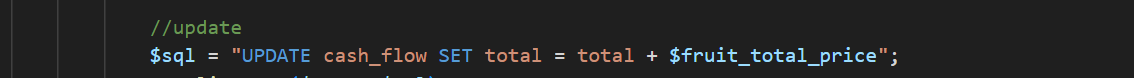 //update
$sql = "UPDATE cash_flow SET total = total + $fruit_total_price";